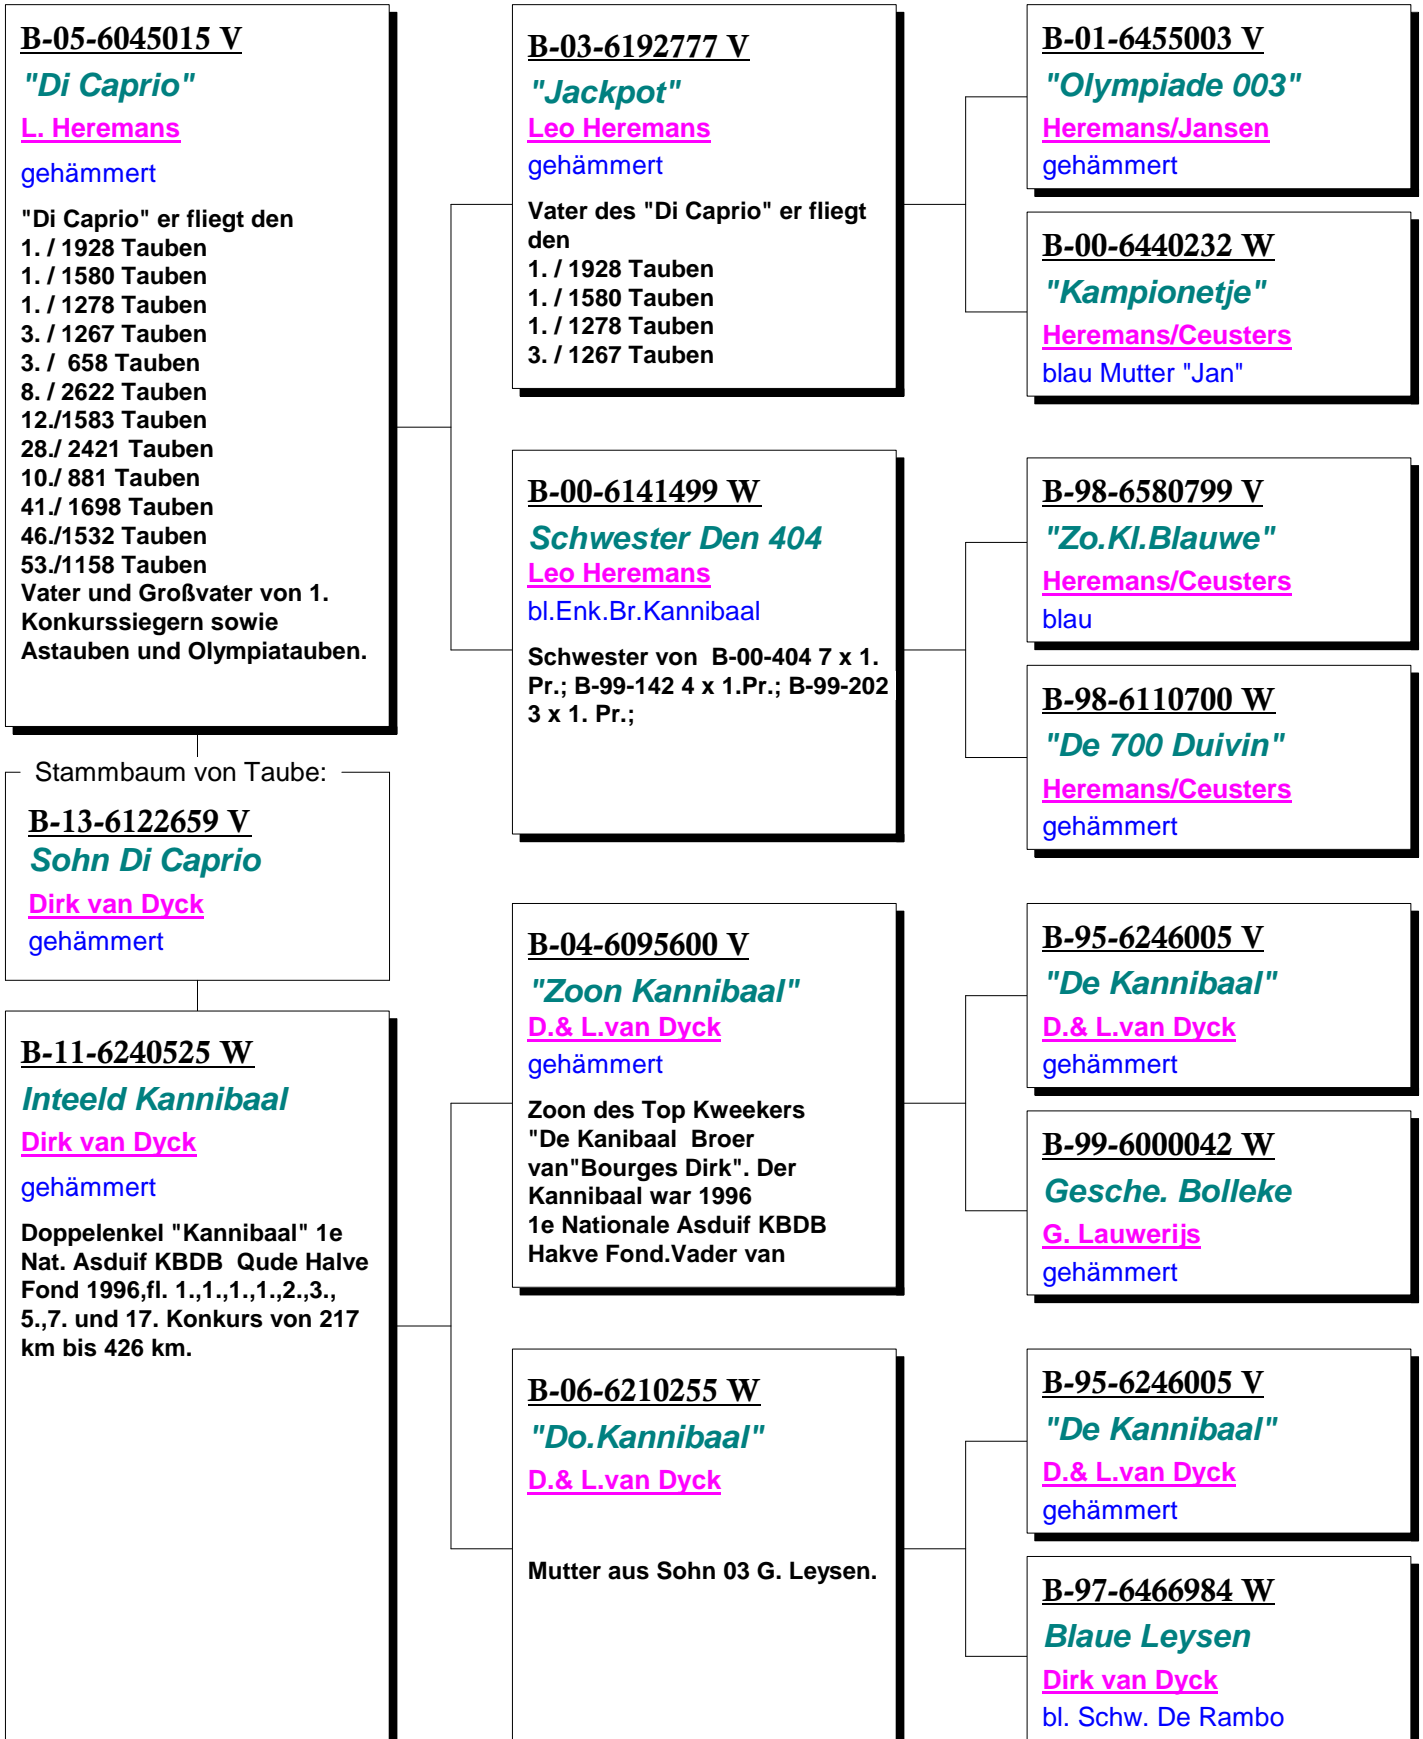 B-05-6045015 V
"Di Caprio"
L. Heremans
gehämmert
"Di Caprio" er fliegt den
1. / 1928 Tauben
1. / 1580 Tauben
1. / 1278 Tauben
3. / 1267 Tauben
3. /  658 Tauben
8. / 2622 Tauben
12./1583 Tauben
28./ 2421 Tauben
10./ 881 Tauben
41./ 1698 Tauben
46./1532 Tauben
53./1158 Tauben
Vater und Großvater von 1.
Konkurssiegern sowie
Astauben und Olympiatauben.
Stammbaum von Taube:
B-13-6122659 V
Sohn Di Caprio
Dirk van Dyck
gehämmert
B-11-6240525 W
Inteeld Kannibaal
Dirk van Dyck
gehämmert
Doppelenkel "Kannibaal" 1e
Nat. Asduif KBDB  Qude Halve
Fond 1996,fl. 1.,1.,1.,1.,2.,3.,
5.,7. und 17. Konkurs von 217
km bis 426 km.
B-03-6192777 V
"Jackpot"
Leo Heremans
gehämmert
Vater des "Di Caprio" er fliegt
den
1. / 1928 Tauben
1. / 1580 Tauben
1. / 1278 Tauben
3. / 1267 Tauben
B-00-6141499 W
Schwester Den 404
Leo Heremans
bl.Enk.Br.Kannibaal
Schwester von  B-00-404 7 x 1.
Pr.; B-99-142 4 x 1.Pr.; B-99-202
3 x 1. Pr.;
B-04-6095600 V
"Zoon Kannibaal"
D.& L.van Dyck
gehämmert
Zoon des Top Kweekers
"De Kanibaal  Broer
van"Bourges Dirk". Der
Kannibaal war 1996
1e Nationale Asduif KBDB
Hakve Fond.Vader van
B-06-6210255 W
"Do.Kannibaal"
D.& L.van Dyck
Mutter aus Sohn 03 G. Leysen.
B-01-6455003 V
"Olympiade 003"
Heremans/Jansen
gehämmert
B-00-6440232 W
"Kampionetje"
Heremans/Ceusters
blau Mutter "Jan"
B-98-6580799 V
"Zo.Kl.Blauwe"
Heremans/Ceusters
blau
B-98-6110700 W
"De 700 Duivin"
Heremans/Ceusters
gehämmert
B-95-6246005 V
"De Kannibaal"
D.& L.van Dyck
gehämmert
B-99-6000042 W
Gesche. Bolleke
G. Lauwerijs
gehämmert
B-95-6246005 V
"De Kannibaal"
D.& L.van Dyck
gehämmert
B-97-6466984 W
Blaue Leysen
Dirk van Dyck
bl. Schw. De Rambo